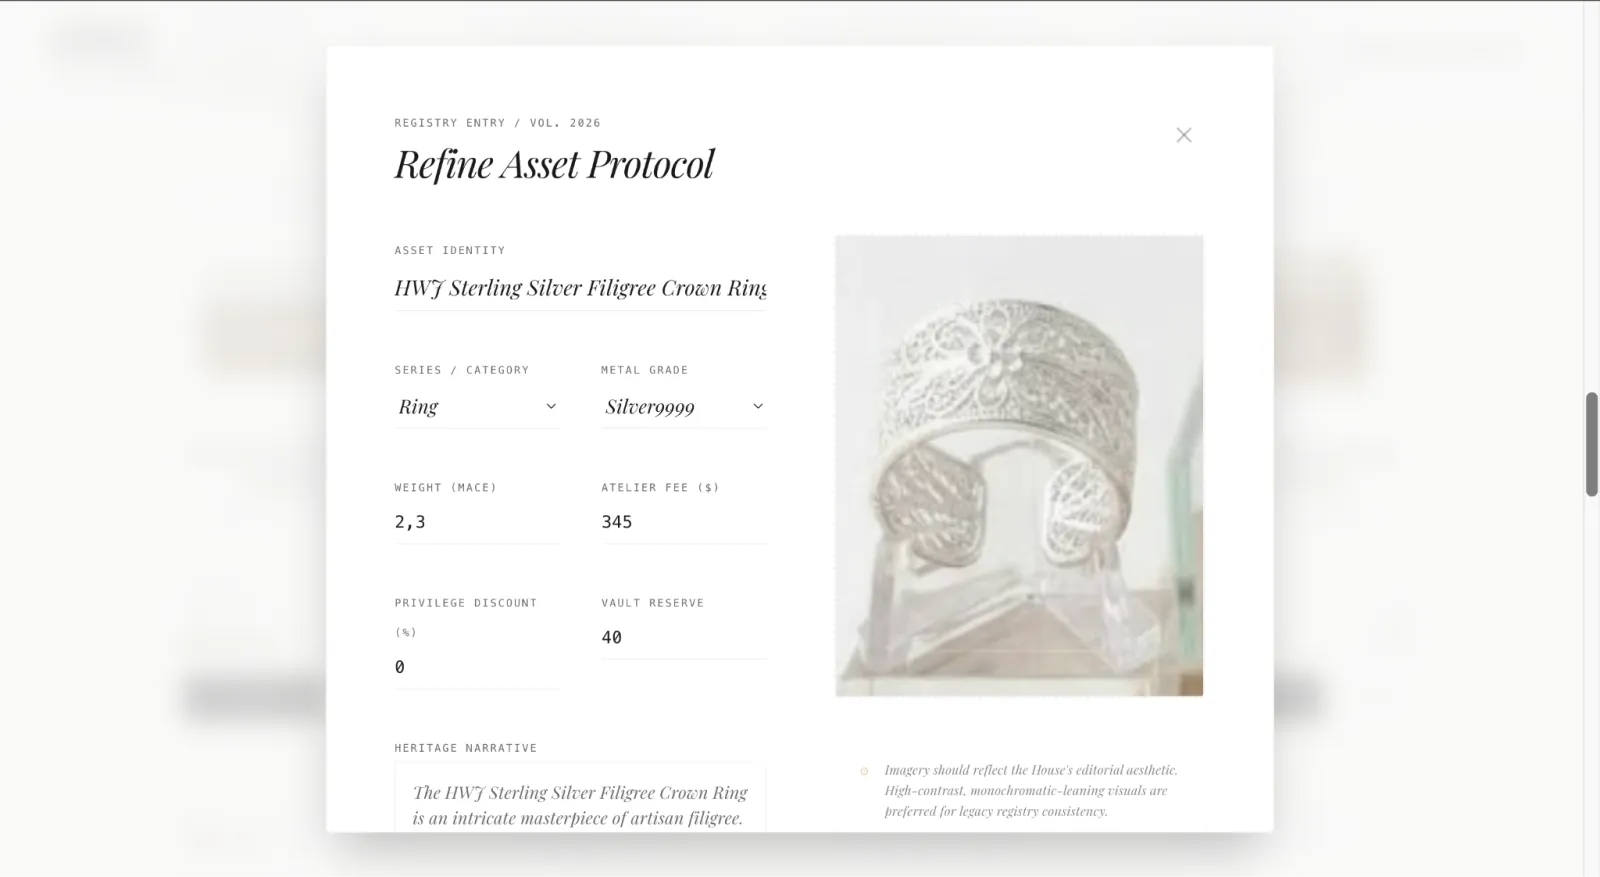 REGISTRY ENTRY / VOL. 2026
Refine Asset Protocol
ASSET IDENTITY
HWJ Sterling Silver Filigree Crown Ring
SERIES / CATEGORY
Ring
METAL GRADE
Silver9999
WEIGHT (MACE)
2,3
ATELIER FEE ($)
345
PRIVILEGE DISCOUNT
(%)
0
VAULT RESERVE
40
HERITAGE NARRATIVE
The HWJ Sterling Silver Filigree Crown Ring
is an intricate masterpiece of artisan filigree.
Imagery should reflect the House's editorial aesthetic.
High-contrast, monochromatic-leaning visuals are
preferred for legacy registry consistency.